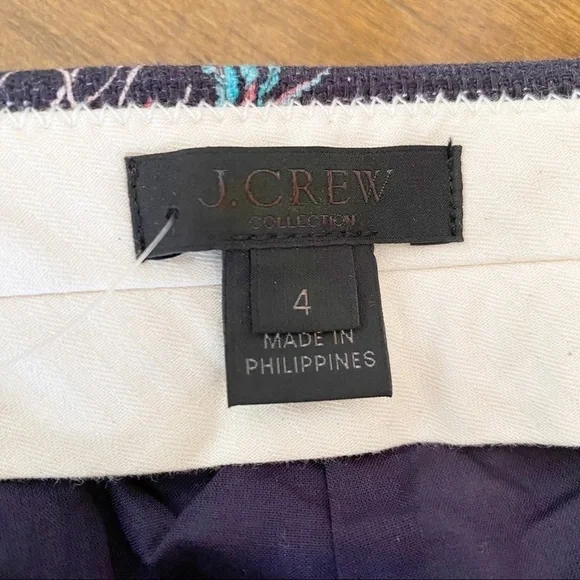 J.CREW
COLLECTION
4
MADE IN
PHILIPPINES